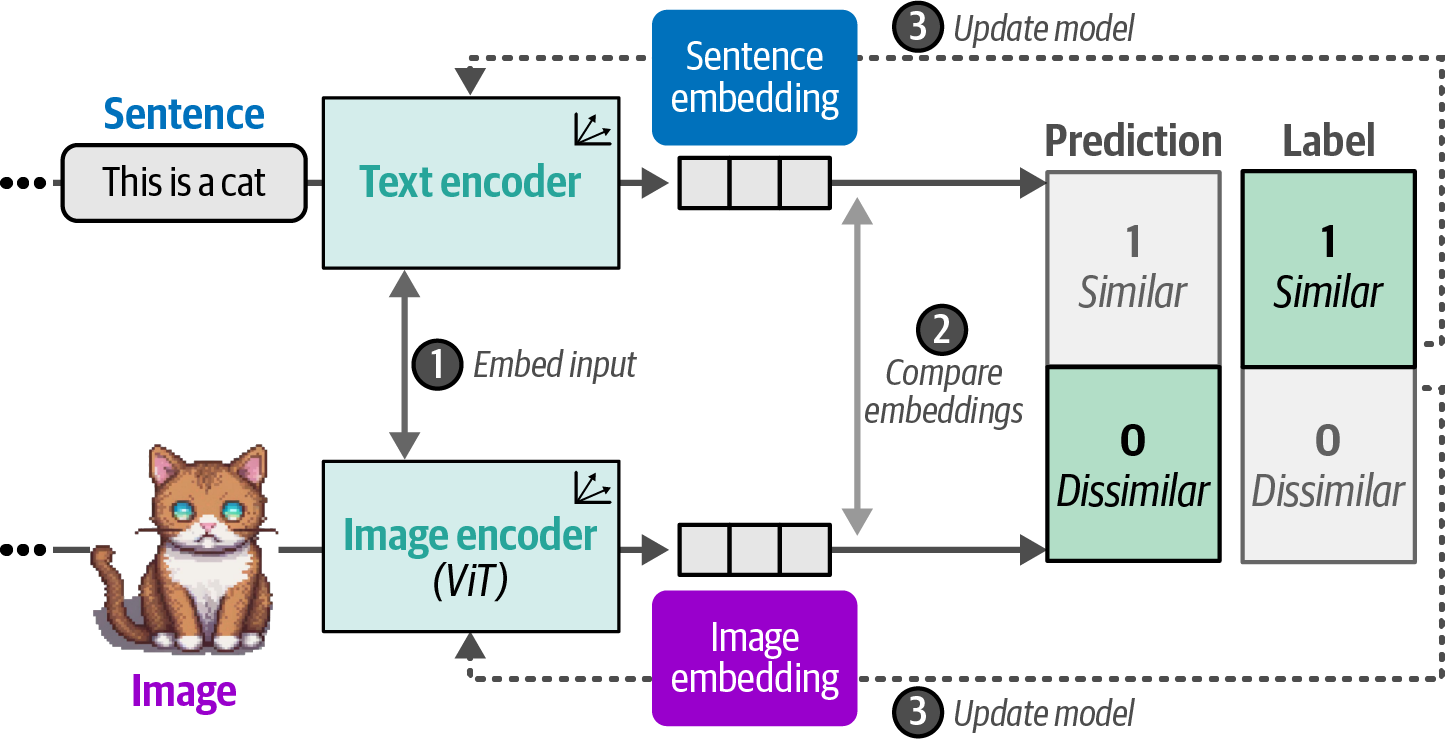 3 Update model
Sentence
embedding
Sentence
This is a cat
Text encoder
Prediction
Label
1
Similar
1
Similar
1 Embed input
2
Compare
embeddings
0
Dissimilar
0
Dissimilar
Image encoder
(ViT)
Image
Image
embedding
3 Update model